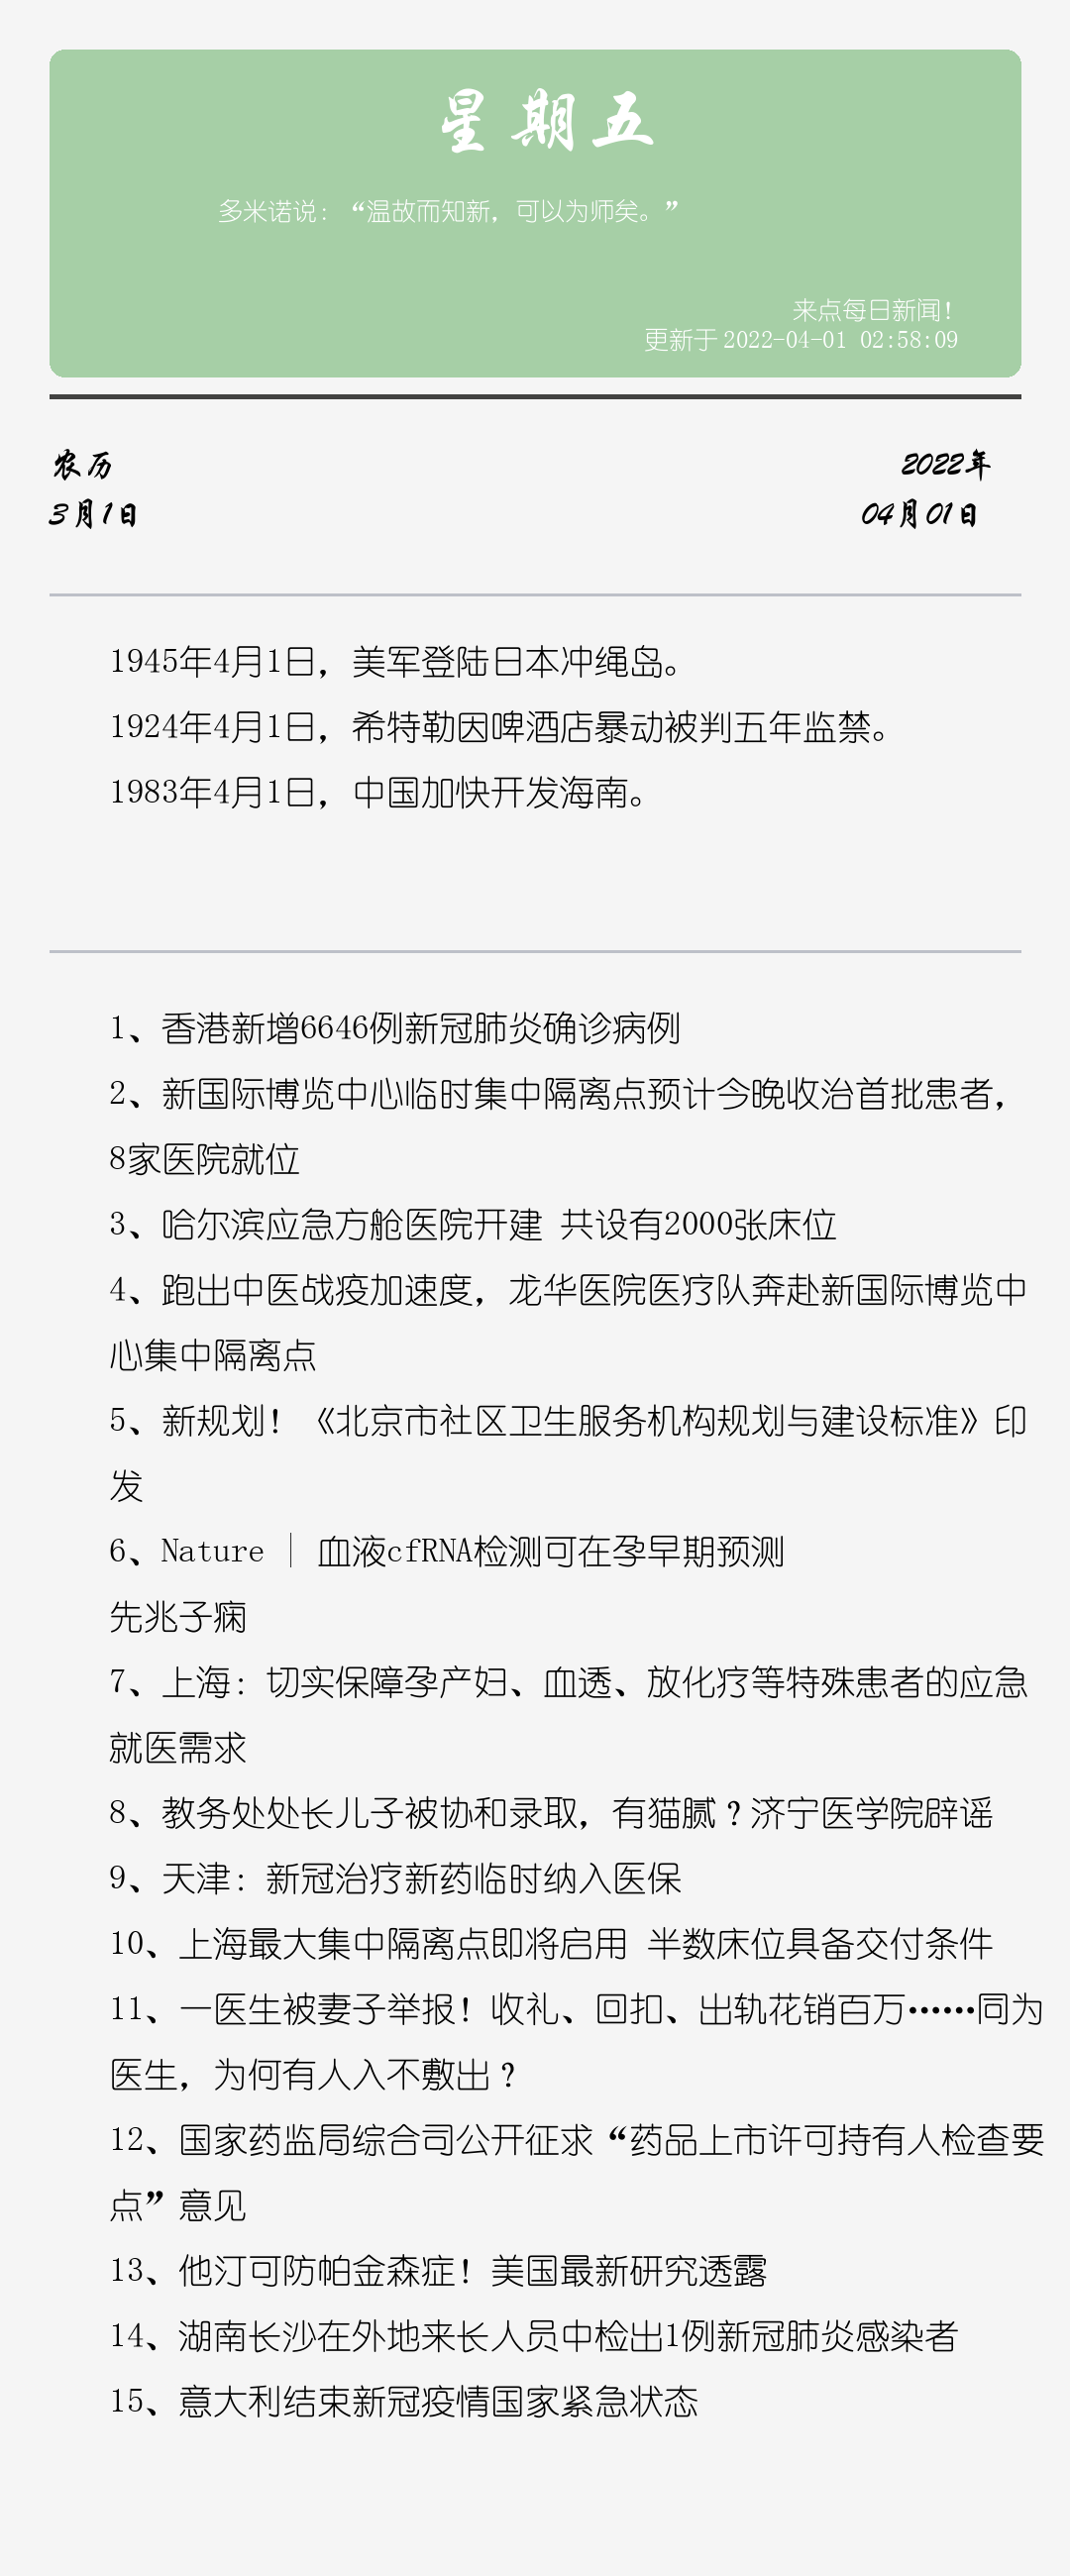 星期五
多米诺说：“温故而知新，可以为师矣。”
来点每日新闻！
更新于 2022-04-01 02:58:09
农历
2022年
3月1日
04月01日
1945年4月1日，美军登陆日本冲绳岛。
1924年4月1日，希特勒因啤酒店暴动被判五年监禁。
1983年4月1日，中国加快开发海南。
1、香港新增6646例新冠肺炎确诊病例
2、新国际博览中心临时集中隔离点预计今晚收治首批患者，
8家医院就位
3、哈尔滨应急方舱医院开建 共设有2000张床位
4、跑出中医战疫加速度，龙华医院医疗队奔赴新国际博览中
心集中隔离点
5、新规划！《北京市社区卫生服务机构规划与建设标准》印
发
6、Nature | 血液cfRNA检测可在孕早期预测
先兆子痫
7、上海：切实保障孕产妇、血透、放化疗等特殊患者的应急
就医需求
8、教务处处长儿子被协和录取，有猫腻？济宁医学院辟谣
9、天津：新冠治疗新药临时纳入医保
10、上海最大集中隔离点即将启用 半数床位具备交付条件
11、一医生被妻子举报！收礼、回扣、出轨花销百万……同为
医生，为何有人入不敷出？
12、国家药监局综合司公开征求“药品上市许可持有人检查要
点”意见
13、他汀可防帕金森症！美国最新研究透露
14、湖南长沙在外地来长人员中检出1例新冠肺炎感染者
15、意大利结束新冠疫情国家紧急状态